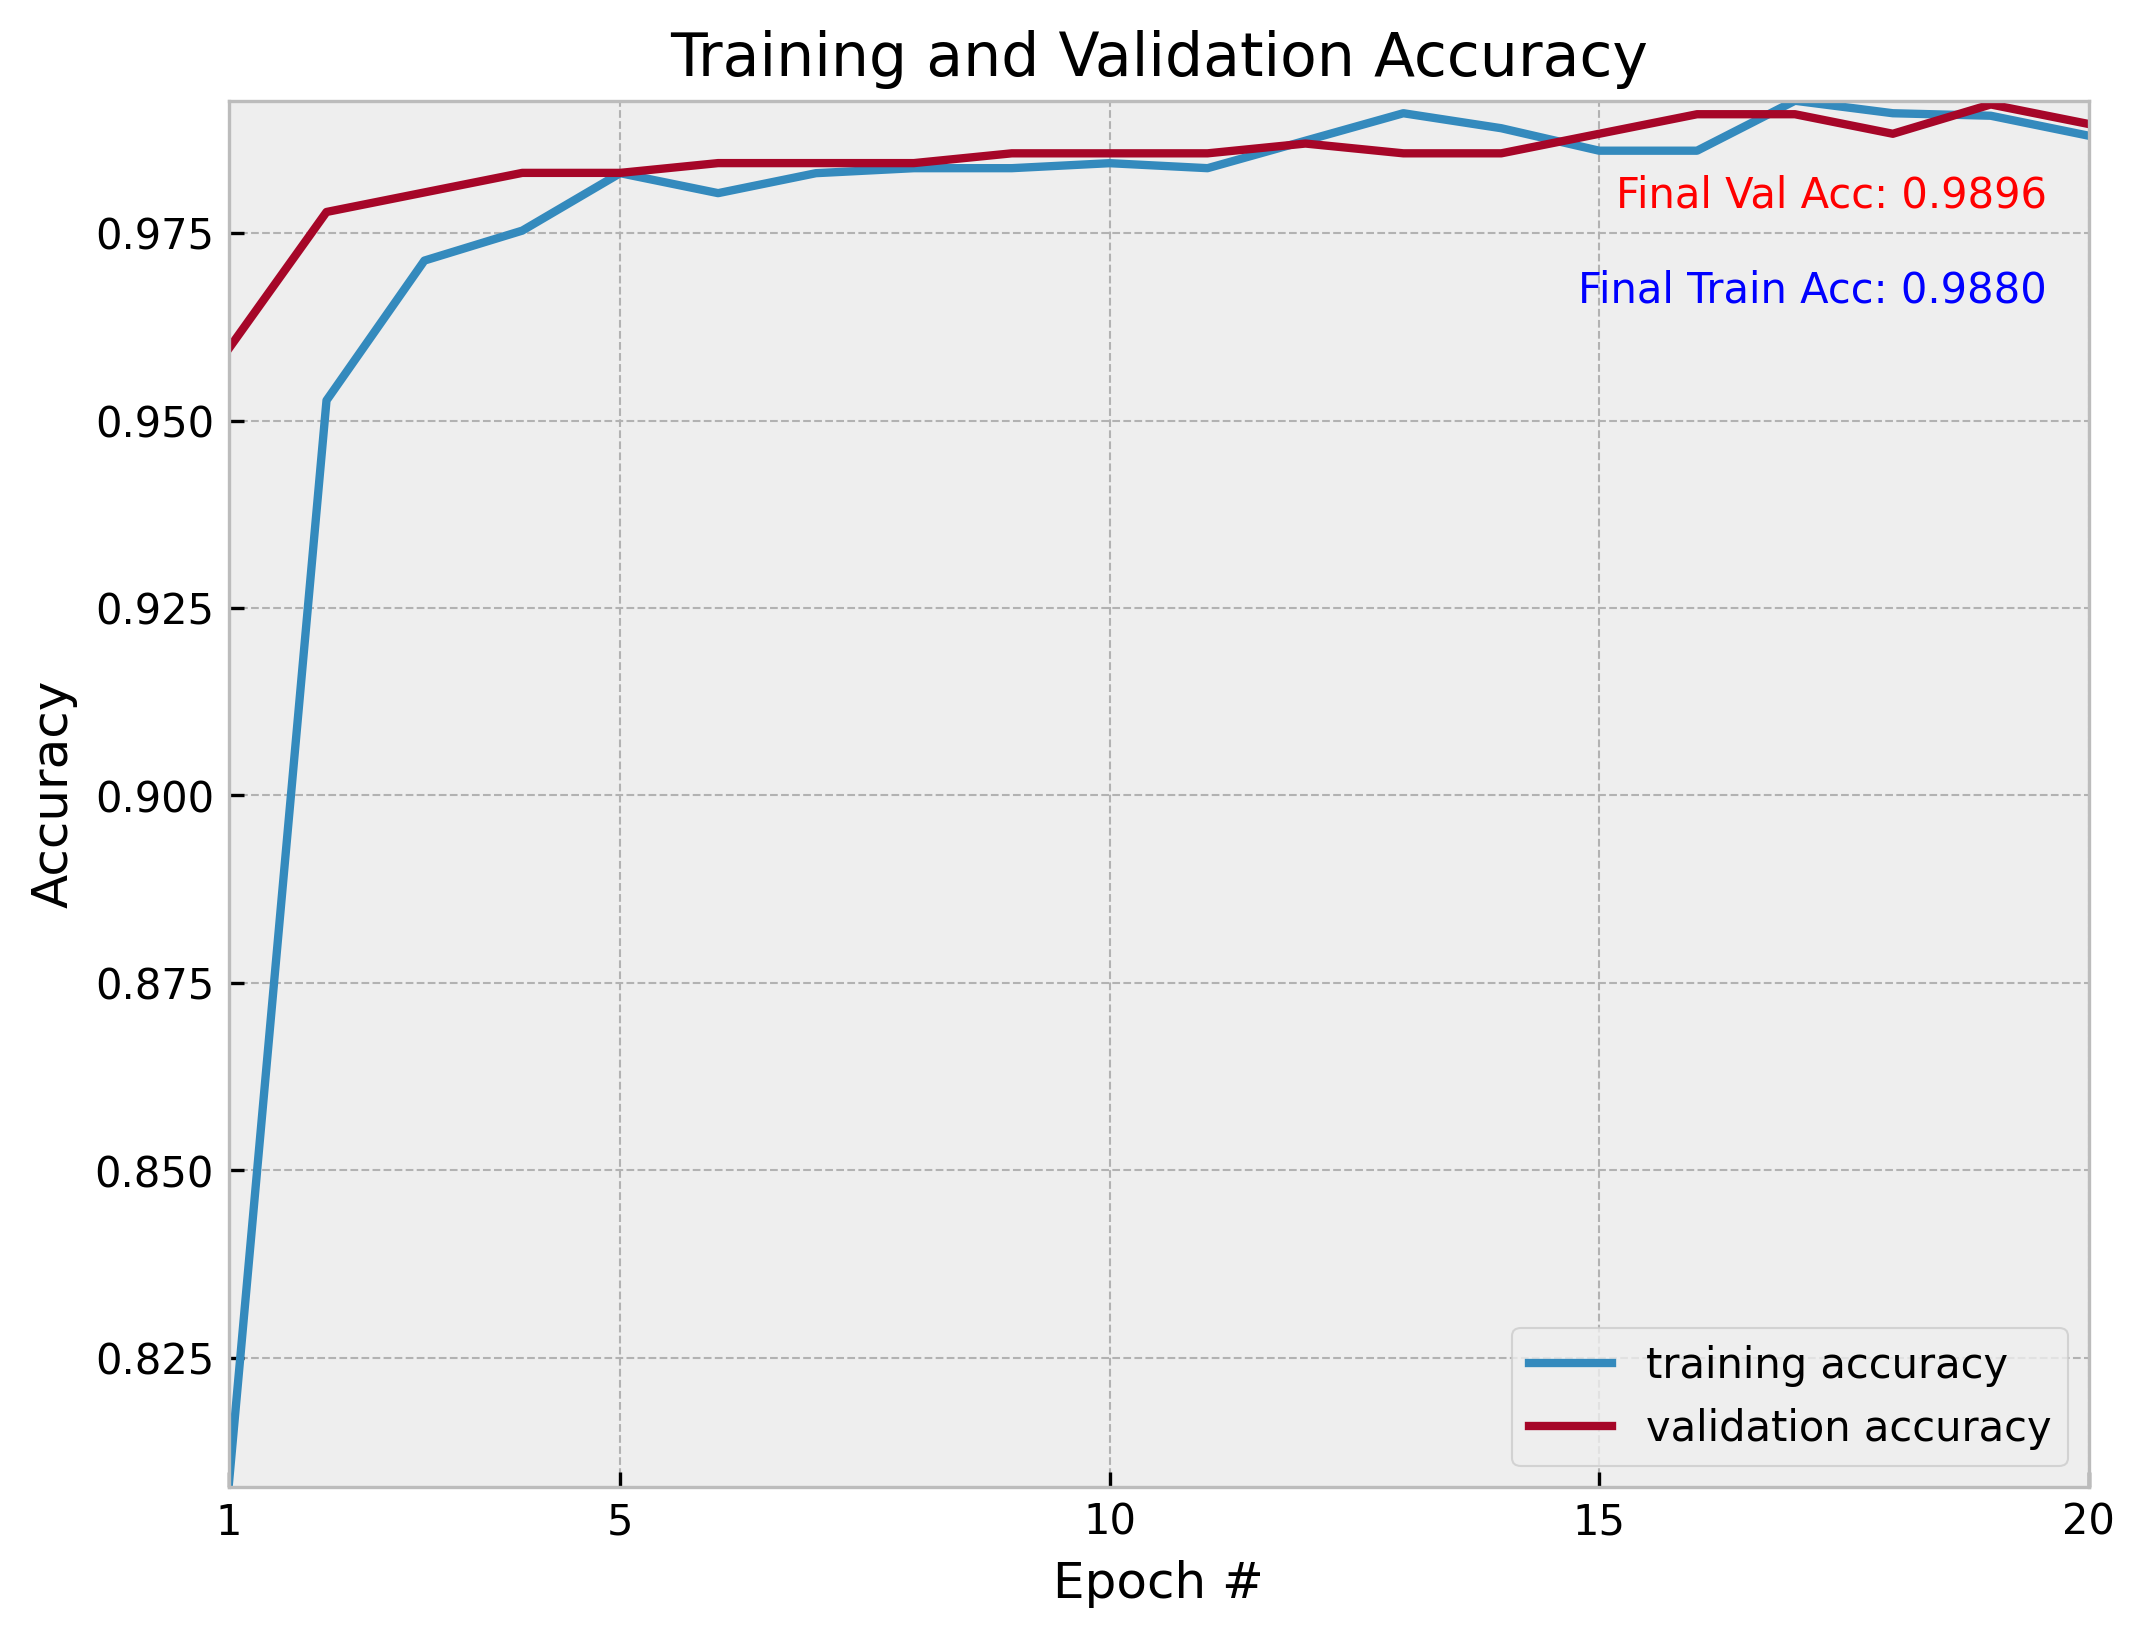 Training and Validation Accuracy
Accuracy
0.975
0.950
0.925
0.900
0.875
0.850
0.825
Final Val Acc: 0.9896
Final Train Acc: 0.9880
training accuracy
validation accuracy
1 5 10 15 20
Epoch #